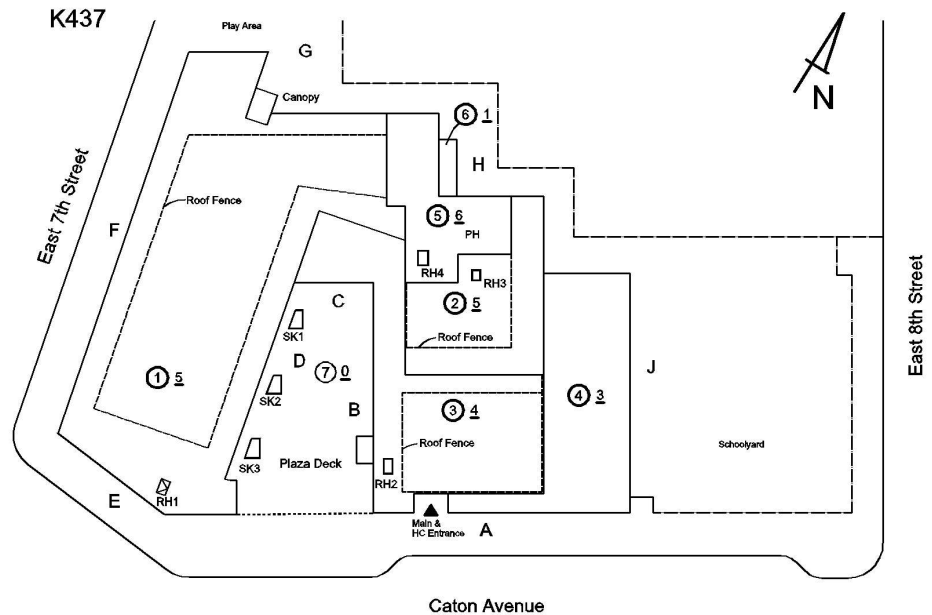 K437
Play Area
G
Canopy
N
6 1
H
East 7th Street
F
Roof Fence
5 6
PH
RH4
RH3
2 5
Roof Fence
C
SK1
D
7 0
SK2
B
1 5
3 4
Roof Fence
4 3
J
East 8th Street
SK3
Plaza Deck
RH2
Schoolyard
RH1
E
Main &
HC Entrance
A
Caton Avenue